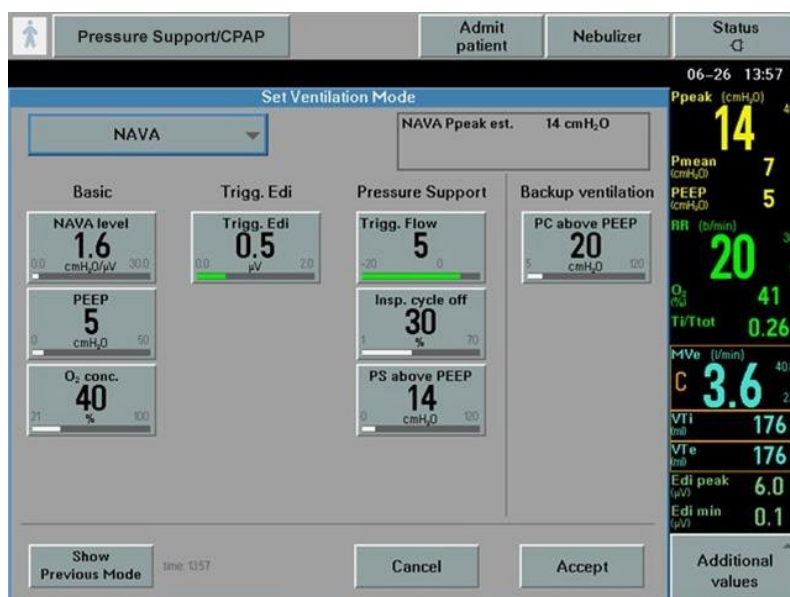 Pressure Support/CPAP
Admit
patient
Nebulizer
Status
06-26 13:57
Set Ventilation Mode
NAVA
NAVA Ppeak est. 14 cmH₂O
Basic
Trigg. Edi
Pressure Support
Backup ventilation
NAVA level
1.6
0.0 cmH₂O/µV 30.0
PEEP
5
0 cmH₂O 50
O₂ conc.
40
21 % 100
Trigg. Edi
0.5
0.0 µV 2.0
Trigg. Flow
5
-20 0
Insp. cycle off
30
1 % 70
PS above PEEP
14
0 cmH₂O 120
PC above PEEP
20
5 cmH₂O 120
Show
Previous Mode
time: 13:57
Cancel
Accept
Ppeak (cmH₂O)
14
Pmean 7
(cmH₂O)
PEEP 5
(cmH₂O)
RR (b/min)
20
O₂ 41
(%)
Ti/Ttot 0.26
MVe (l/min)
C 3.6
VTi 176
(ml)
VTe 176
(ml)
Edi peak 6.0
(µV)
Edi min 0.1
(µV)
Additional
values